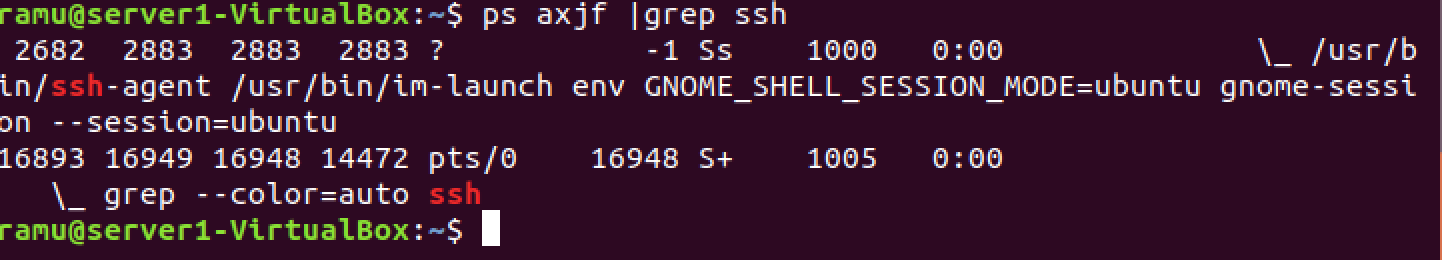 ramu@server1-VirtualBox:~$ ps axjf |grep ssh
 2682  2883  2883  2883 ?           -1 Ss    1000   0:00              \_ /usr/b
in/ssh-agent /usr/bin/im-launch env GNOME_SHELL_SESSION_MODE=ubuntu gnome-sessi
on --session=ubuntu
16893 16949 16948 14472 pts/0    16948 S+    1005   0:00
   \_ grep --color=auto ssh
ramu@server1-VirtualBox:~$